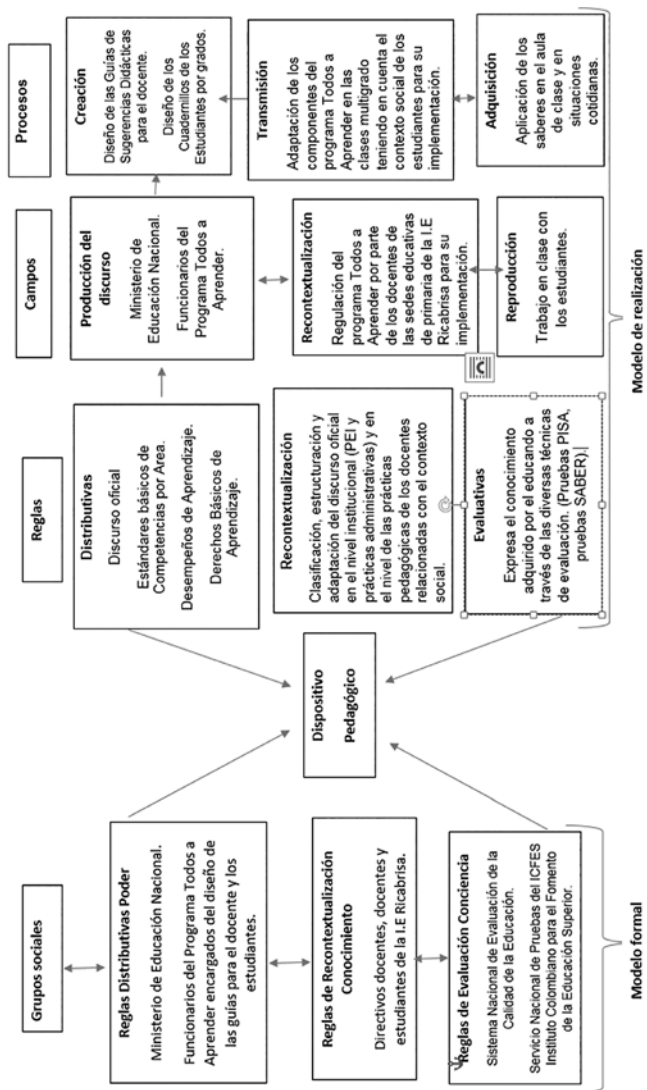 Grupos sociales
Reglas Distributivas Poder
Ministerio de Educación Nacional.
Funcionarios del Programa Todos a
Aprender encargados del diseño de
las guías para el docente y los
estudiantes.
Reglas de Recontextualización
Conocimiento
Directivos docentes, docentes y
estudiantes de la I.E Ricabrisa.
Reglas de Evaluación Conciencia
Sistema Nacional de Evaluación de la
Calidad de la Educación.
Servicio Nacional de Pruebas del ICFES
Instituto Colombiano para el Fomento
de la Educación Superior.
Modelo formal
Dispositivo
Pedagógico
Reglas
Distributivas
Discurso oficial
Estándares básicos de
Competencias por Area.
Desempeños de Aprendizaje.
Derechos Básicos de
Aprendizaje.
Recontextualización
Clasificación, estructuración y
adaptación del discurso oficial
en el nivel institucional (PEI y
prácticas administrativas) y en
el nivel de las prácticas
pedagógicas de los docentes
relacionadas con el contexto
social.
Evaluativas
Expresa el conocimiento
adquirido por el educando a
través de las diversas técnicas
de evaluación. (Pruebas PISA,
pruebas SABER).
Campos
Producción del
discurso
Ministerio de
Educación Nacional.
Funcionarios del
Programa Todos a
Aprender.
Recontextualización
Regulación del
programa Todos a
Aprender por parte
de los docentes de
las sedes educativas
de primaria de la I.E
Ricabrisa para su
implementación.
Reproducción
Trabajo en clase con
los estudiantes.
Procesos
Creación
Diseño de las Guías de
Sugerencias Didácticas
para el docente.
Diseño de los
Cuadernillos de los
Estudiantes por grados.
Transmisión
Adaptación de los
componentes del
programa Todos a
Aprender en las
clases multigrado
teniendo en cuenta el
contexto social de los
estudiantes para su
implementación.
Adquisición
Aplicación de los
saberes en el aula
de clase y en
situaciones
cotidianas.
Modelo de realización